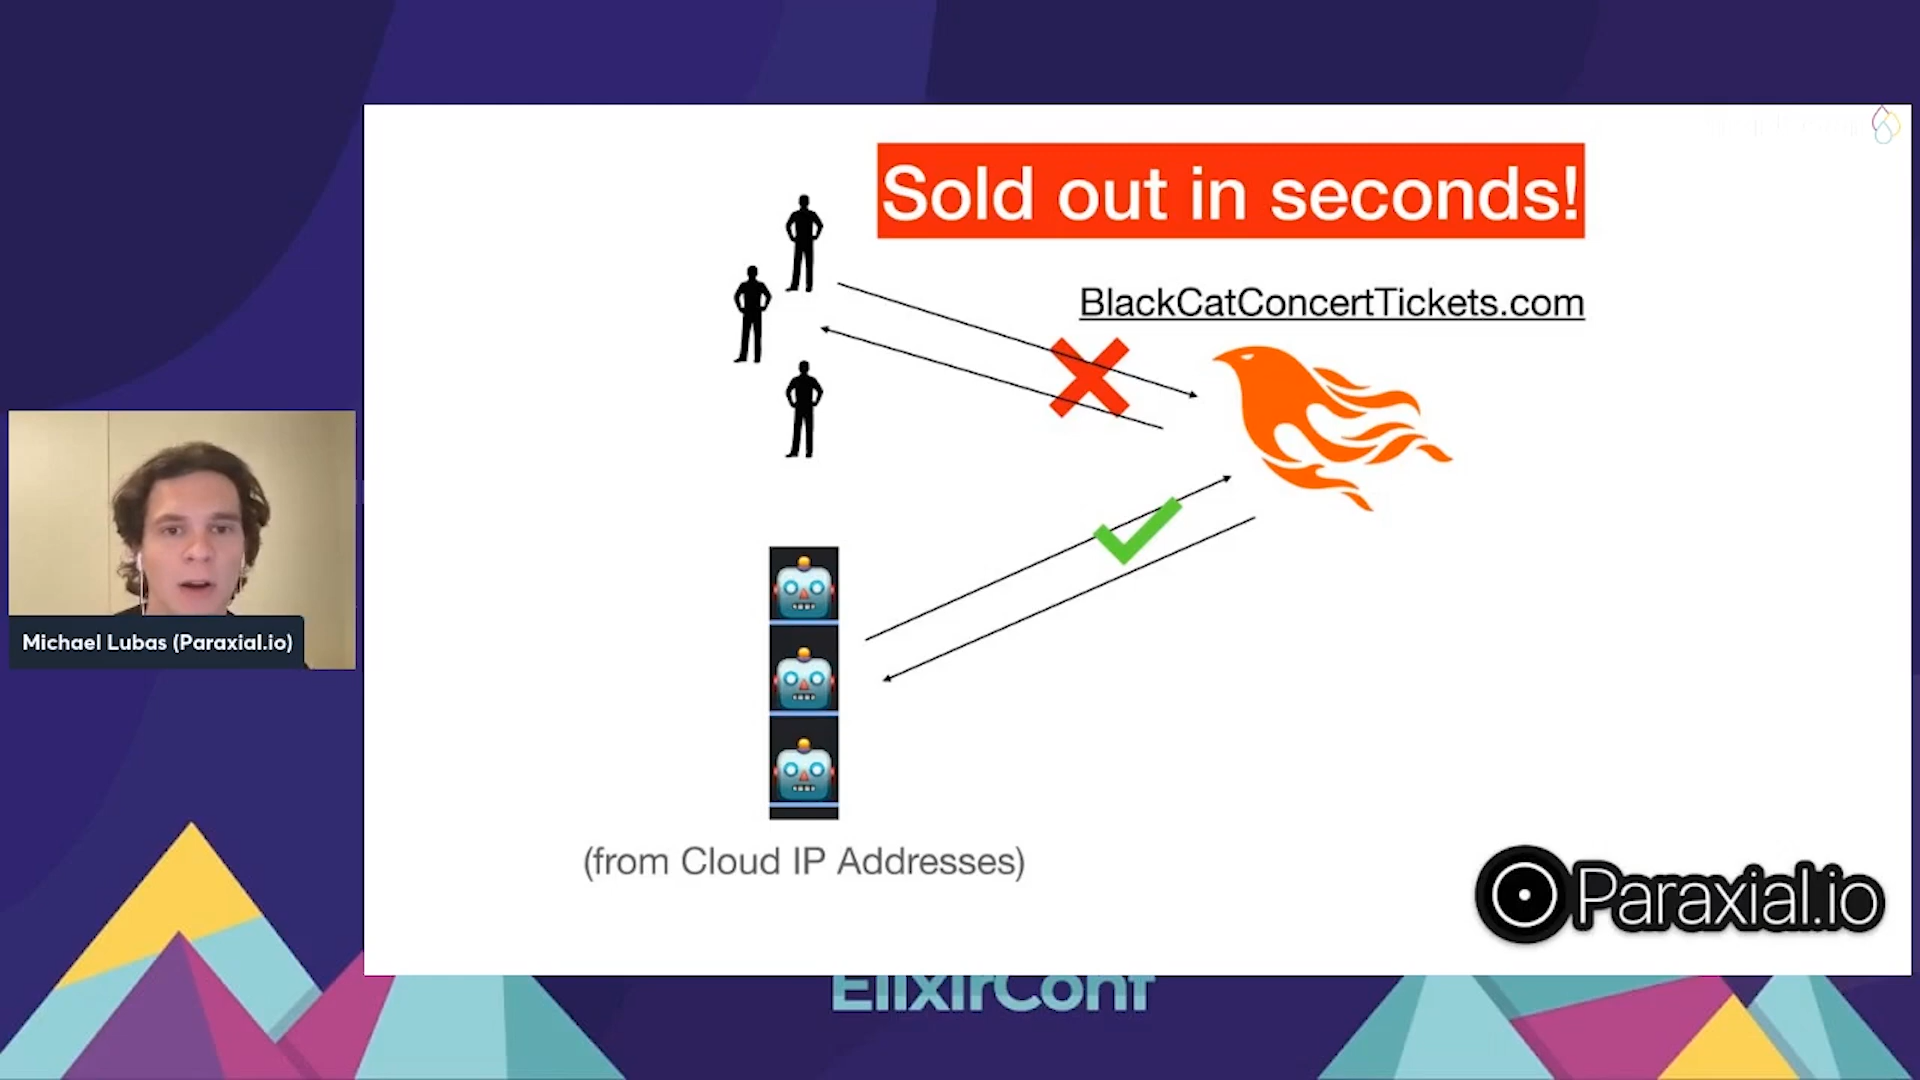 Sold out in seconds!
BlackCatConcertTickets.com
Michael Lubas (Paraxial.io)
(from Cloud IP Addresses)
Paraxial.io
ElixirConf